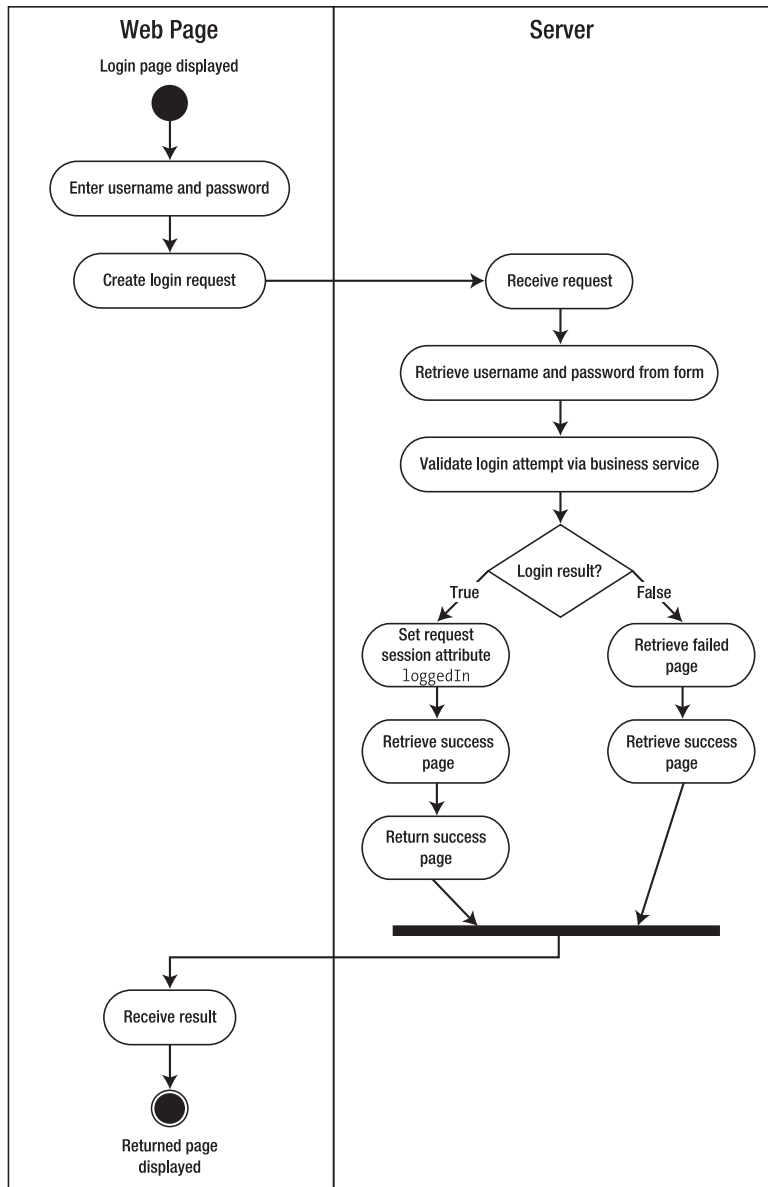 Web Page
Server
Login page displayed
Enter username and password
Create login request
Receive request
Retrieve username and password from form
Validate login attempt via business service
Login result?
True
False
Set request
session attribute
loggedIn
Retrieve failed
page
Retrieve success
page
Retrieve success
page
Return success
page
Receive result
Returned page
displayed